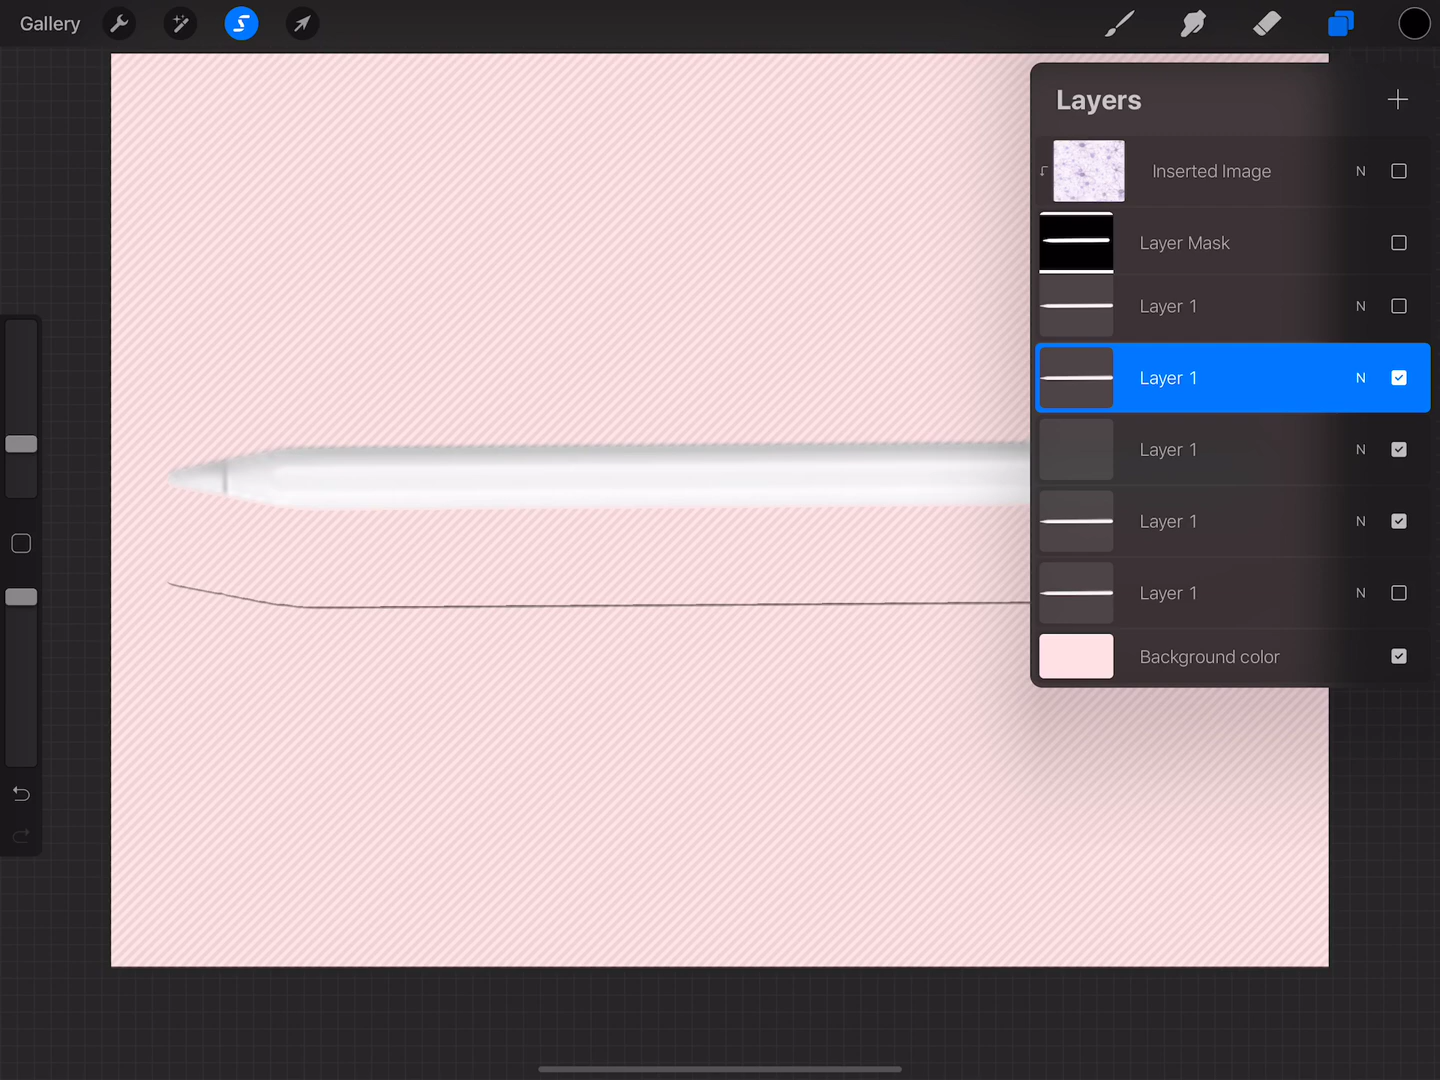 Gallery
Layers
Inserted Image N
Layer Mask
Layer 1 N
Layer 1 N
Layer 1 N
Layer 1 N
Layer 1 N
Background color